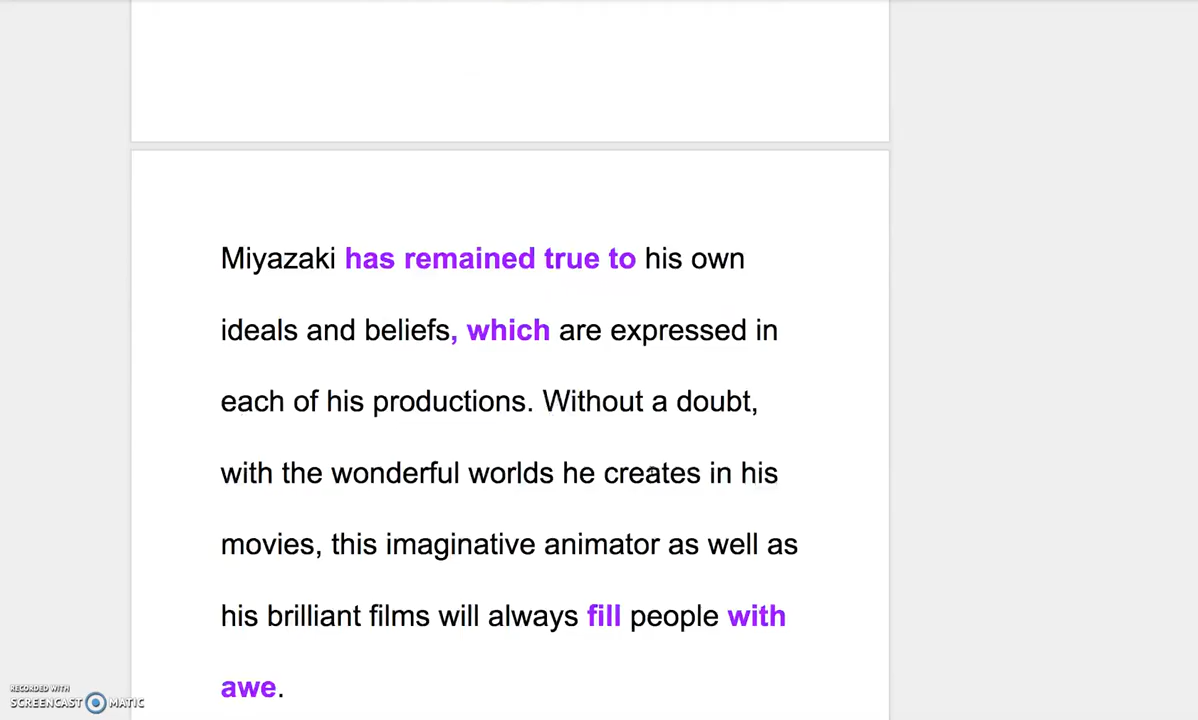 Miyazaki has remained true to his own
ideals and beliefs, which are expressed in
each of his productions. Without a doubt,
with the wonderful worlds he creates in his
movies, this imaginative animator as well as
his brilliant films will always fill people with
awe.
RECORDED WITH
SCREENCAST MATIC